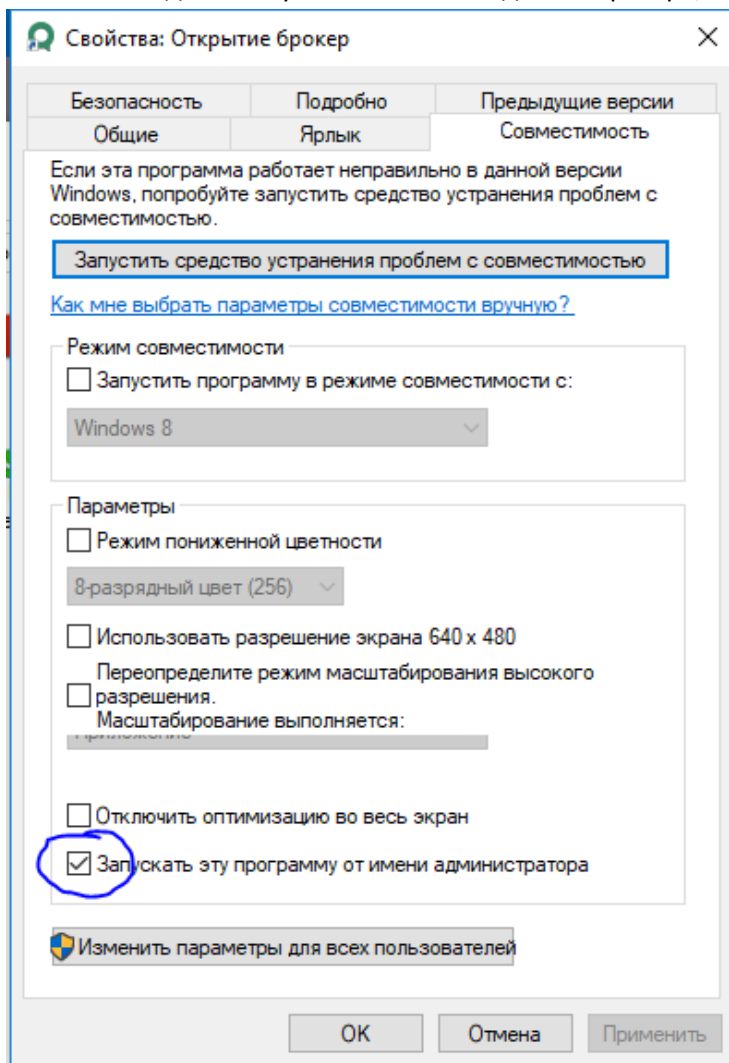 Свойства: Открытие брокер
Безопасность
Подробно
Предыдущие версии
Общие
Ярлык
Совместимость
Если эта программа работает неправильно в данной версии
Windows, попробуйте запустить средство устранения проблем с
совместимостью.
Запустить средство устранения проблем с совместимостью
Как мне выбрать параметры совместимости вручную?
Режим совместимости
Запустить программу в режиме совместимости с:
Windows 8
Параметры
Режим пониженной цветности
8-разрядный цвет (256)
Использовать разрешение экрана 640 x 480
Переопределите режим масштабирования высокого
разрешения.
Масштабирование выполняется:
Отключить оптимизацию во весь экран
Запускать эту программу от имени администратора
Изменить параметры для всех пользователей
ОК
Отмена
Применить